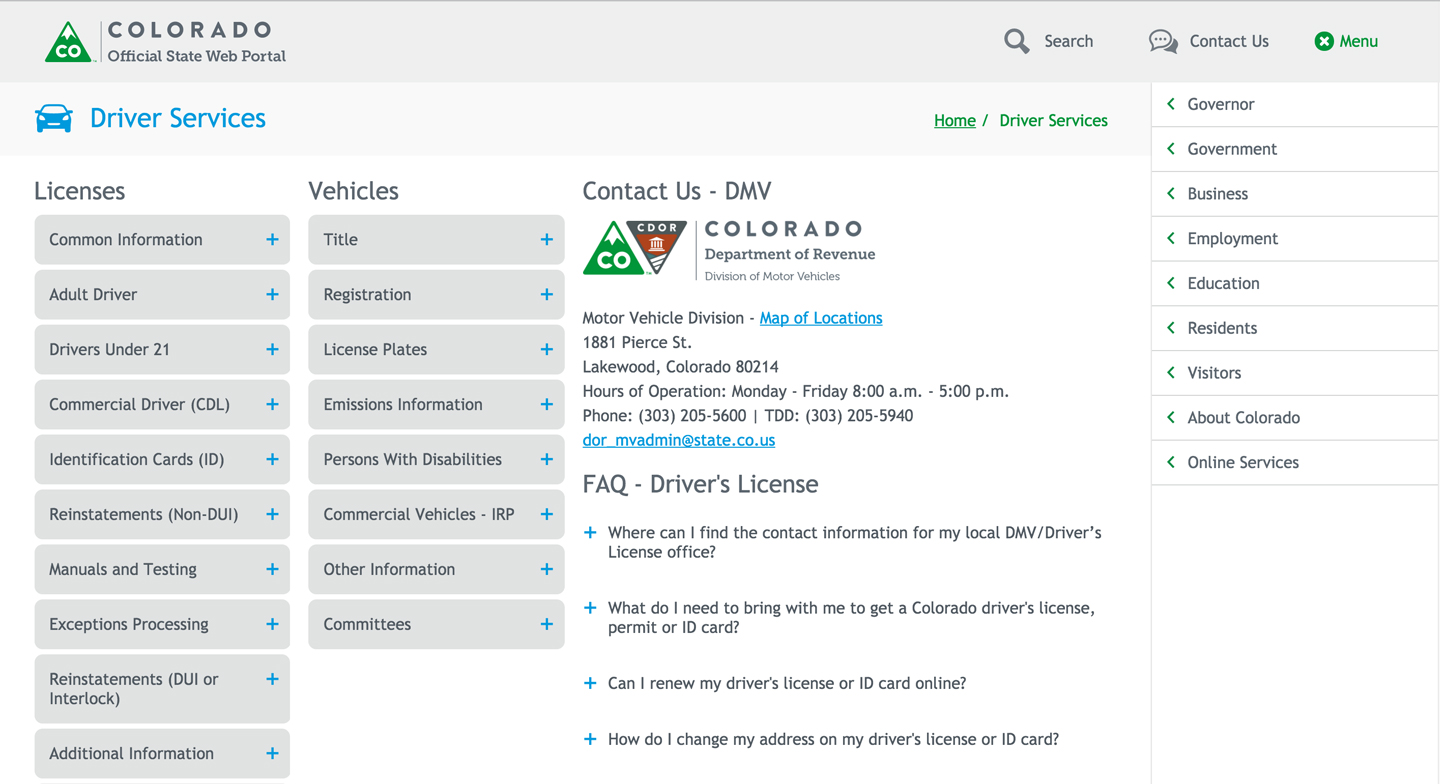 COLORADO
Official State Web Portal
CO
Search
Contact Us
Menu
Driver Services
Home / Driver Services
Licenses
Common Information
Adult Driver
Drivers Under 21
Commercial Driver (CDL)
Identification Cards (ID)
Reinstatements (Non-DUI)
Manuals and Testing
Exceptions Processing
Reinstatements (DUI or
Interlock)
Additional Information
Vehicles
Title
Registration
License Plates
Emissions Information
Persons With Disabilities
Commercial Vehicles - IRP
Other Information
Committees
Contact Us - DMV
CO
TM
CDOR
COLORADO
Department of Revenue
Division of Motor Vehicles
Motor Vehicle Division - Map of Locations
1881 Pierce St.
Lakewood, Colorado 80214
Hours of Operation: Monday - Friday 8:00 a.m. - 5:00 p.m.
Phone: (303) 205-5600 | TDD: (303) 205-5940
dor_mvadmin@state.co.us
FAQ - Driver's License
Where can I find the contact information for my local DMV/Driver’s
License office?
What do I need to bring with me to get a Colorado driver's license,
permit or ID card?
Can I renew my driver's license or ID card online?
How do I change my address on my driver's license or ID card?
Governor
Government
Business
Employment
Education
Residents
Visitors
About Colorado
Online Services